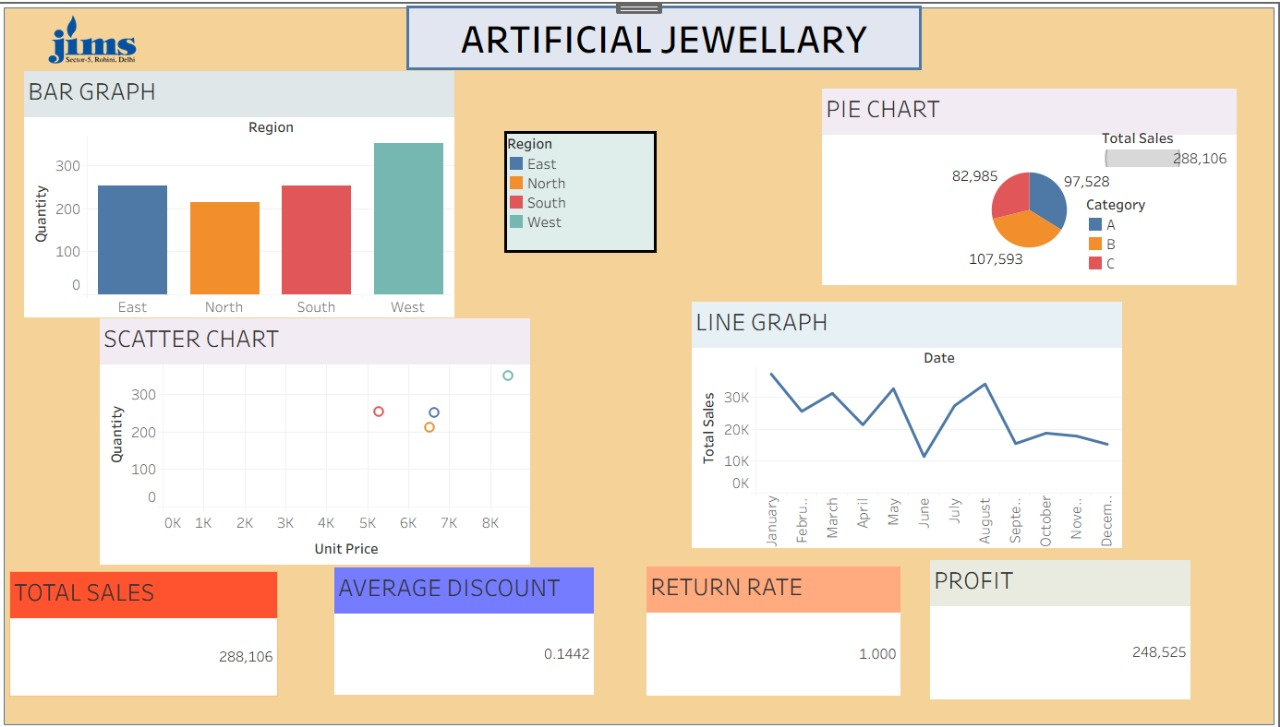 jims
Sector-5, Rohini, Delhi
ARTIFICIAL JEWELLARY
BAR GRAPH
Region
Quantity
300
200
100
0
East
North
South
West
Region
East
North
South
West
PIE CHART
Total Sales
288,106
82,985
97,528
107,593
Category
A
B
C
SCATTER CHART
Quantity
300
200
100
0
0K 1K 2K 3K 4K 5K 6K 7K 8K
Unit Price
LINE GRAPH
Date
Total Sales
30K
20K
10K
0K
January
Febru..
March
April
May
June
July
August
Septe..
October
Nove..
Decem..
TOTAL SALES
288,106
AVERAGE DISCOUNT
0.1442
RETURN RATE
1.000
PROFIT
248,525